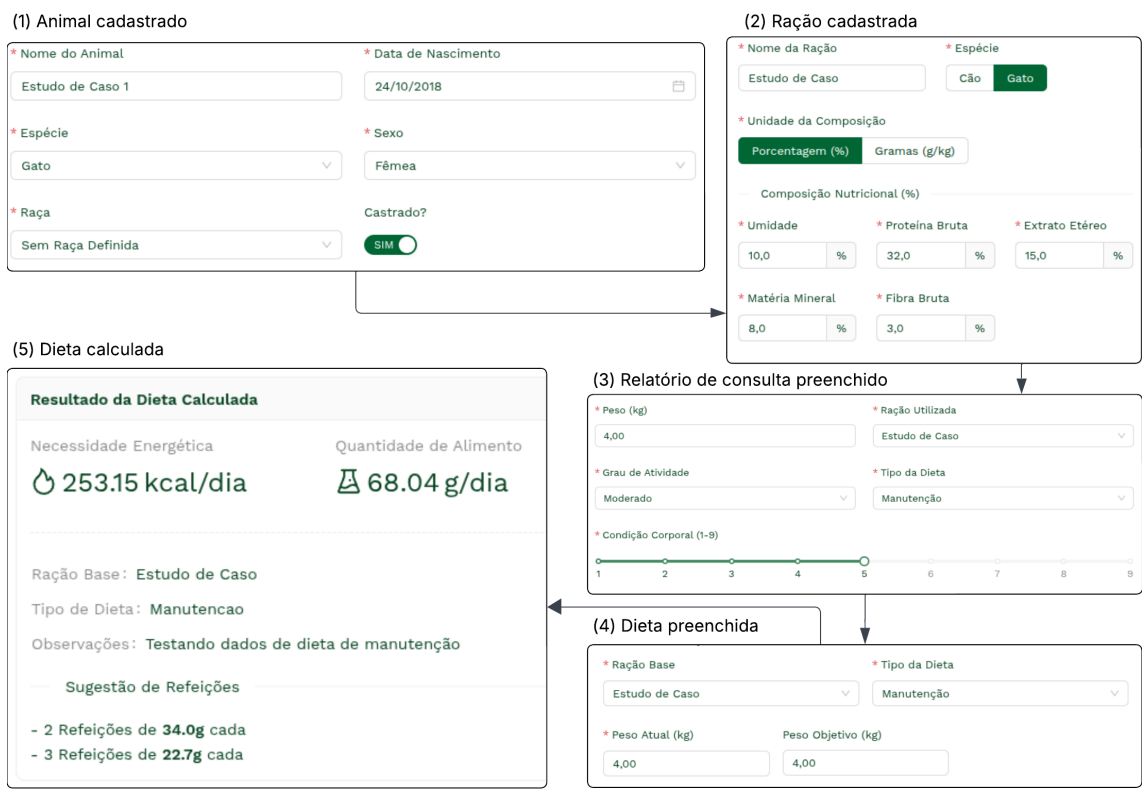 (1) Animal cadastrado
* Nome do Animal
* Data de Nascimento
Estudo de Caso 1
24/10/2018
* Espécie
* Sexo
Gato
Fêmea
* Raça
Castrado?
Sem Raça Definida
SIM
(2) Ração cadastrada
* Nome da Ração
* Espécie
Estudo de Caso
Cão
Gato
* Unidade da Composição
Porcentagem (%)
Gramas (g/kg)
Composição Nutricional (%)
* Umidade
* Proteína Bruta
* Extrato Etéreo
10,0 %
32,0 %
15,0 %
* Matéria Mineral
* Fibra Bruta
8,0 %
3,0 %
(3) Relatório de consulta preenchido
* Peso (kg)
* Ração Utilizada
4,00
Estudo de Caso
* Grau de Atividade
* Tipo da Dieta
Moderado
Manutenção
* Condição Corporal (1-9)
1 2 3 4 5 6 7 8 9
(4) Dieta preenchida
* Ração Base
* Tipo da Dieta
Estudo de Caso
Manutenção
* Peso Atual (kg)
Peso Objetivo (kg)
4,00
4,00
(5) Dieta calculada
Resultado da Dieta Calculada
Necessidade Energética
Quantidade de Alimento
253.15 kcal/dia
68.04 g/dia
Ração Base: Estudo de Caso
Tipo de Dieta: Manutencao
Observações: Testando dados de dieta de manutenção
Sugestão de Refeições
- 2 Refeições de 34.0g cada
- 3 Refeições de 22.7g cada